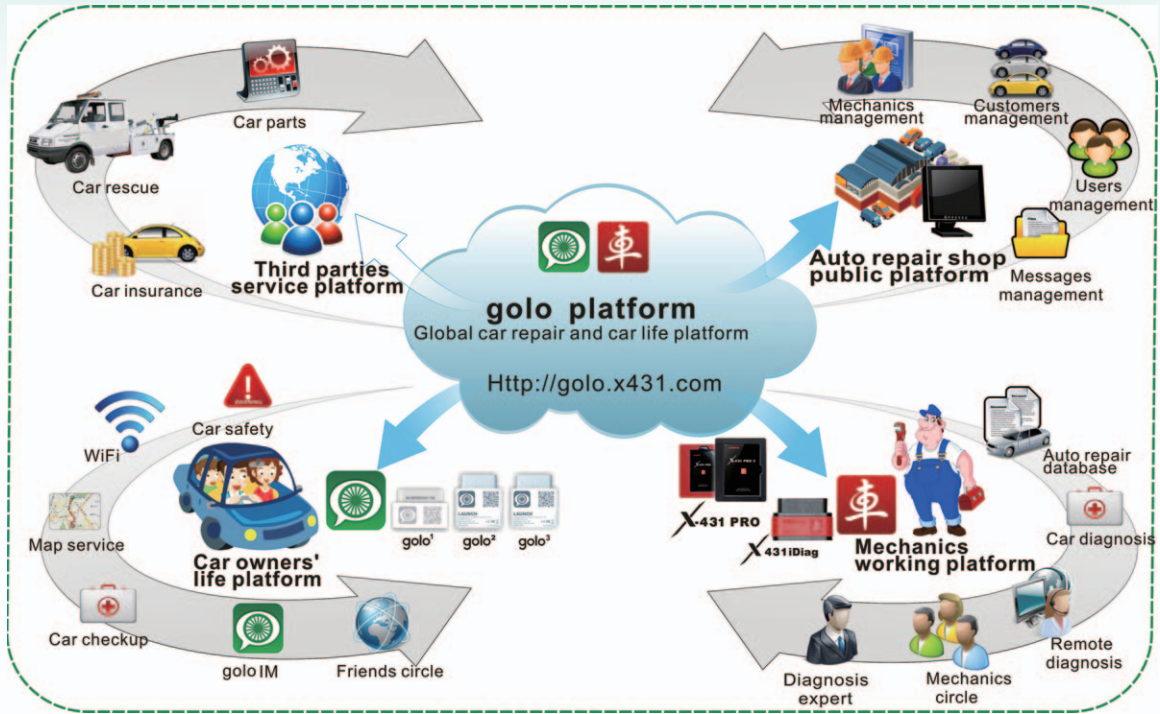 Car parts
Car rescue
Car insurance
Third parties
service platform
Mechanics
management
Customers
management
Users
management
Messages
management
Auto repair shop
public platform
車
golo platform
Global car repair and car life platform
Http://golo.x431.com
Car safety
WiFi
Map service
Car checkup
golo IM
Friends circle
Car owners'
life platform
golo¹
LAUNCH
golo²
LAUNCH
golo³
X-431 PRO
X-431iDiag
車
Mechanics
working platform
Auto repair
database
Car diagnosis
Remote
diagnosis
Mechanics
circle
Diagnosis
expert